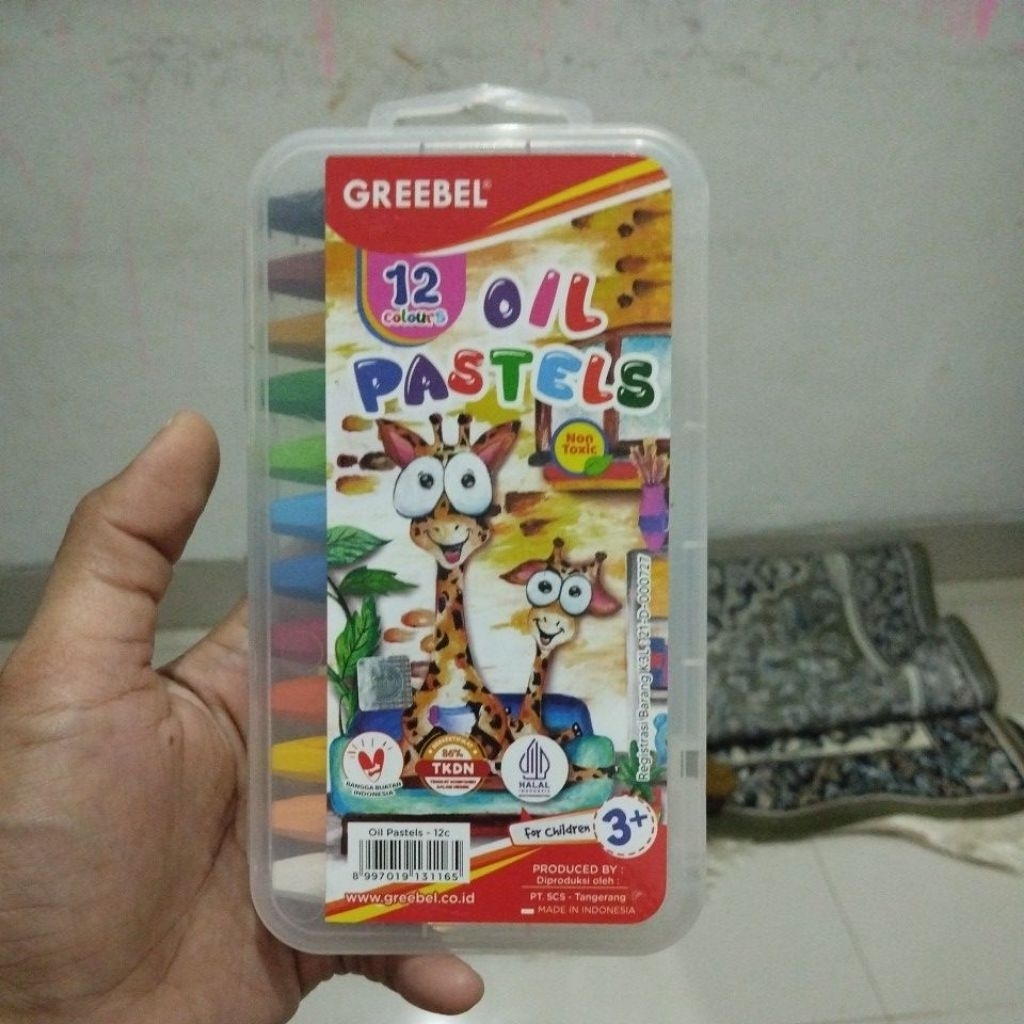 GREEBEL®
12
colours
OIL
PASTELS
Non
Toxic
Registrasi Barang K3L 121-D-000727
BANGGA BUATAN
INDONESIA
86%
TKDN
HALAL
INDONESIA
For Children
3+
Oil Pastels - 12c
8 997019 131165
PRODUCED BY :
Diproduksi oleh :
PT. SCS - Tangerang
MADE IN INDONESIA
www.greebel.co.id